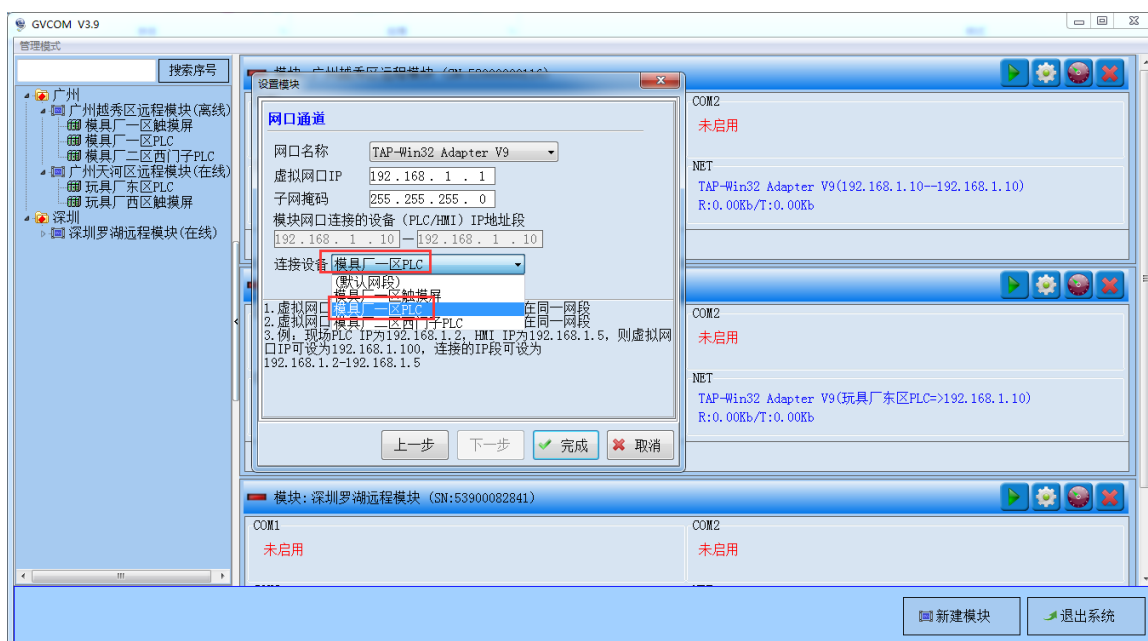 GVCOM V3.9
管理模式
搜索序号
广州
广州越秀区远程模块(离线)
模具厂一区触摸屏
模具厂一区PLC
模具厂二区西门子PLC
广州天河区远程模块(在线)
玩具厂东区PLC
玩具厂西区触摸屏
深圳
深圳罗湖远程模块(在线)
设置模块
网口通道
网口名称 TAP-Win32 Adapter V9
虚拟网口IP 192.168. 1 . 1
子网掩码 255.255.255. 0
模块网口连接的设备 (PLC/HMI) IP地址段
192.168. 1 . 10 — 192.168. 1 . 10
连接设备 模具厂一区PLC
(默认网段)
模具厂一区触摸屏
1.虚拟网口 模具厂一区PLC 在同一网段
2.虚拟网口 模具厂二区西门子PLC 在同一网段
3.例: 现场PLC IP为192.168.1.2, HMI IP为192.168.1.5, 则虚拟网
口IP可设为192.168.1.100, 连接的IP段可设为
192.168.1.2-192.168.1.5
上一步 下一步 完成 取消
COM2
未启用
NET
TAP-Win32 Adapter V9(192.168.1.10--192.168.1.10)
R:0.00Kb/T:0.00Kb
COM2
未启用
NET
TAP-Win32 Adapter V9(玩具厂东区PLC=>192.168.1.10)
R:0.00Kb/T:0.00Kb
模块:深圳罗湖远程模块 (SN:53900082841)
COM1
未启用
COM2
未启用
新建模块 退出系统